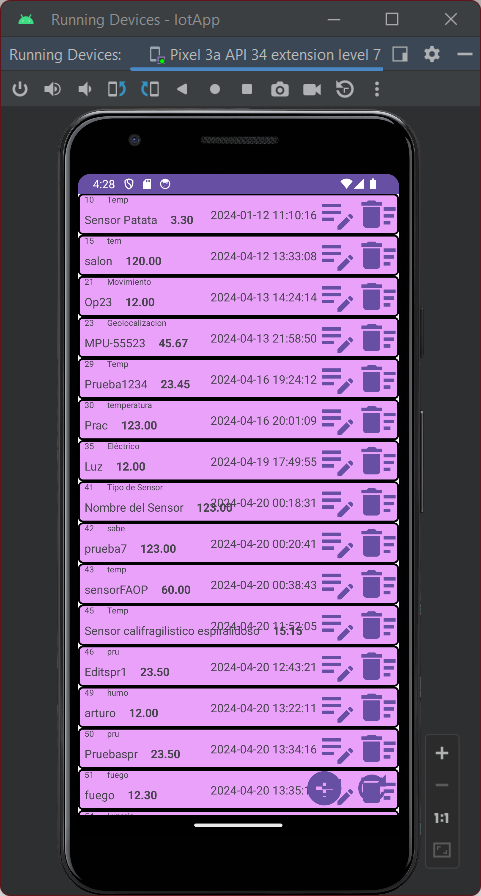 Running Devices - IotApp
Running Devices: Pixel 3a API 34 extension level 7
4:28
10 Temp
Sensor Patata 3.30 2024-01-12 11:10:16
15 tem
salon 120.00 2024-04-12 13:33:08
21 Movimiento
Op23 12.00 2024-04-13 14:24:14
23 Geolocalizacion
MPU-55523 45.67 2024-04-13 21:58:50
29 Temp
Prueba1234 23.45 2024-04-16 19:24:12
30 temperatura
Prac 123.00 2024-04-16 20:01:09
35 Eléctrico
Luz 12.00 2024-04-19 17:49:55
41 Tipo de Sensor
Nombre del Sensor 123.00 2024-04-20 00:18:31
42 sabe
prueba7 123.00 2024-04-20 00:20:41
43 temp
sensorFAOP 60.00 2024-04-20 00:38:43
45 Temp
Sensor califragilistico espiralidoso 15.15 2024-04-20 11:52:05
46 pru
Editspr1 23.50 2024-04-20 12:43:21
49 humo
arturo 12.00 2024-04-20 13:22:11
50 pru
Pruebaspr 23.50 2024-04-20 13:34:16
51 fuego
fuego 12.30 2024-04-20 13:35:1
1:1